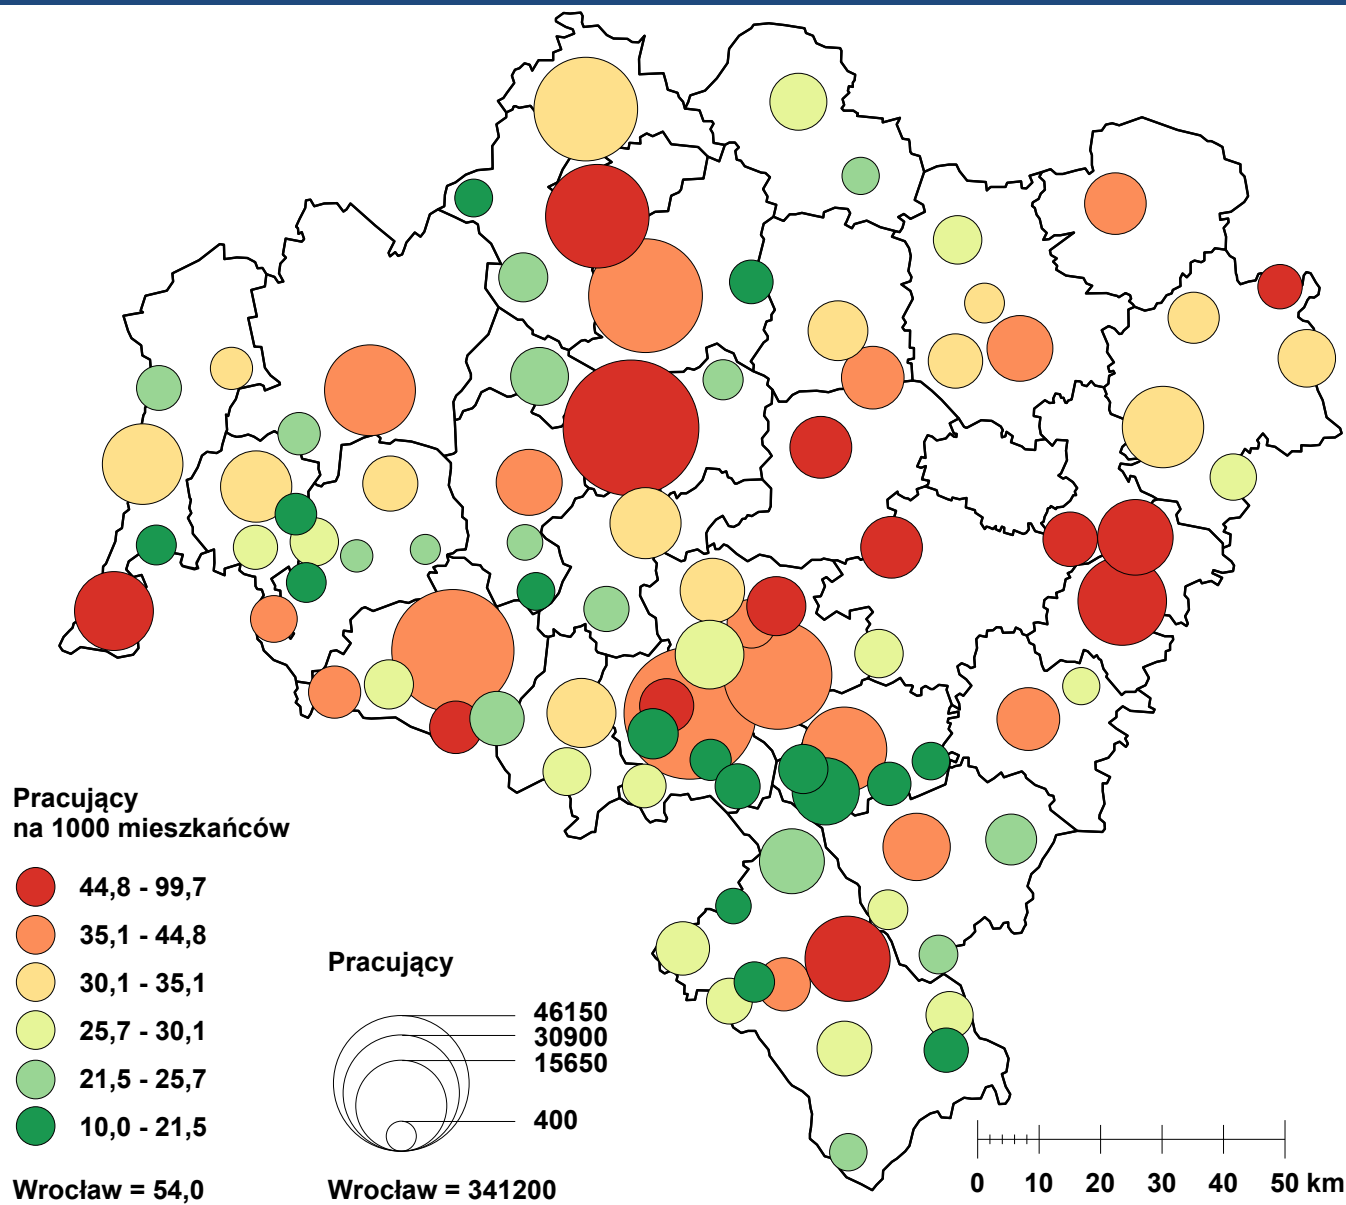 Pracujący
na 1000 mieszkańców
44,8 - 99,7
35,1 - 44,8
30,1 - 35,1
25,7 - 30,1
21,5 - 25,7
10,0 - 21,5
Wrocław = 54,0
Pracujący
46150
30900
15650
400
Wrocław = 341200
0 10 20 30 40 50 km